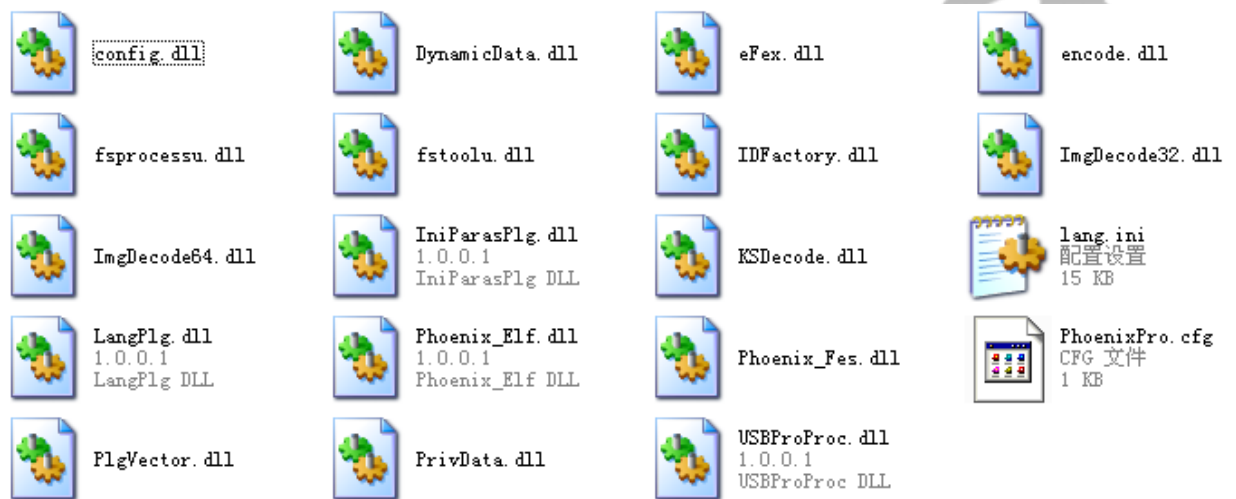 config.dll
DynamicData.dll
eFex.dll
encode.dll
fsprocessu.dll
fstoolu.dll
IDFactory.dll
ImgDecode32.dll
ImgDecode64.dll
IniParasPlg.dll
1.0.0.1
IniParasPlg DLL
KSDecode.dll
lang.ini
配置设置
15 KB
LangPlg.dll
1.0.0.1
LangPlg DLL
Phoenix_Elf.dll
1.0.0.1
Phoenix_Elf DLL
Phoenix_Fes.dll
PhoenixPro.cfg
CFG 文件
1 KB
PlgVector.dll
PrivData.dll
USBProProc.dll
1.0.0.1
USBProProc DLL